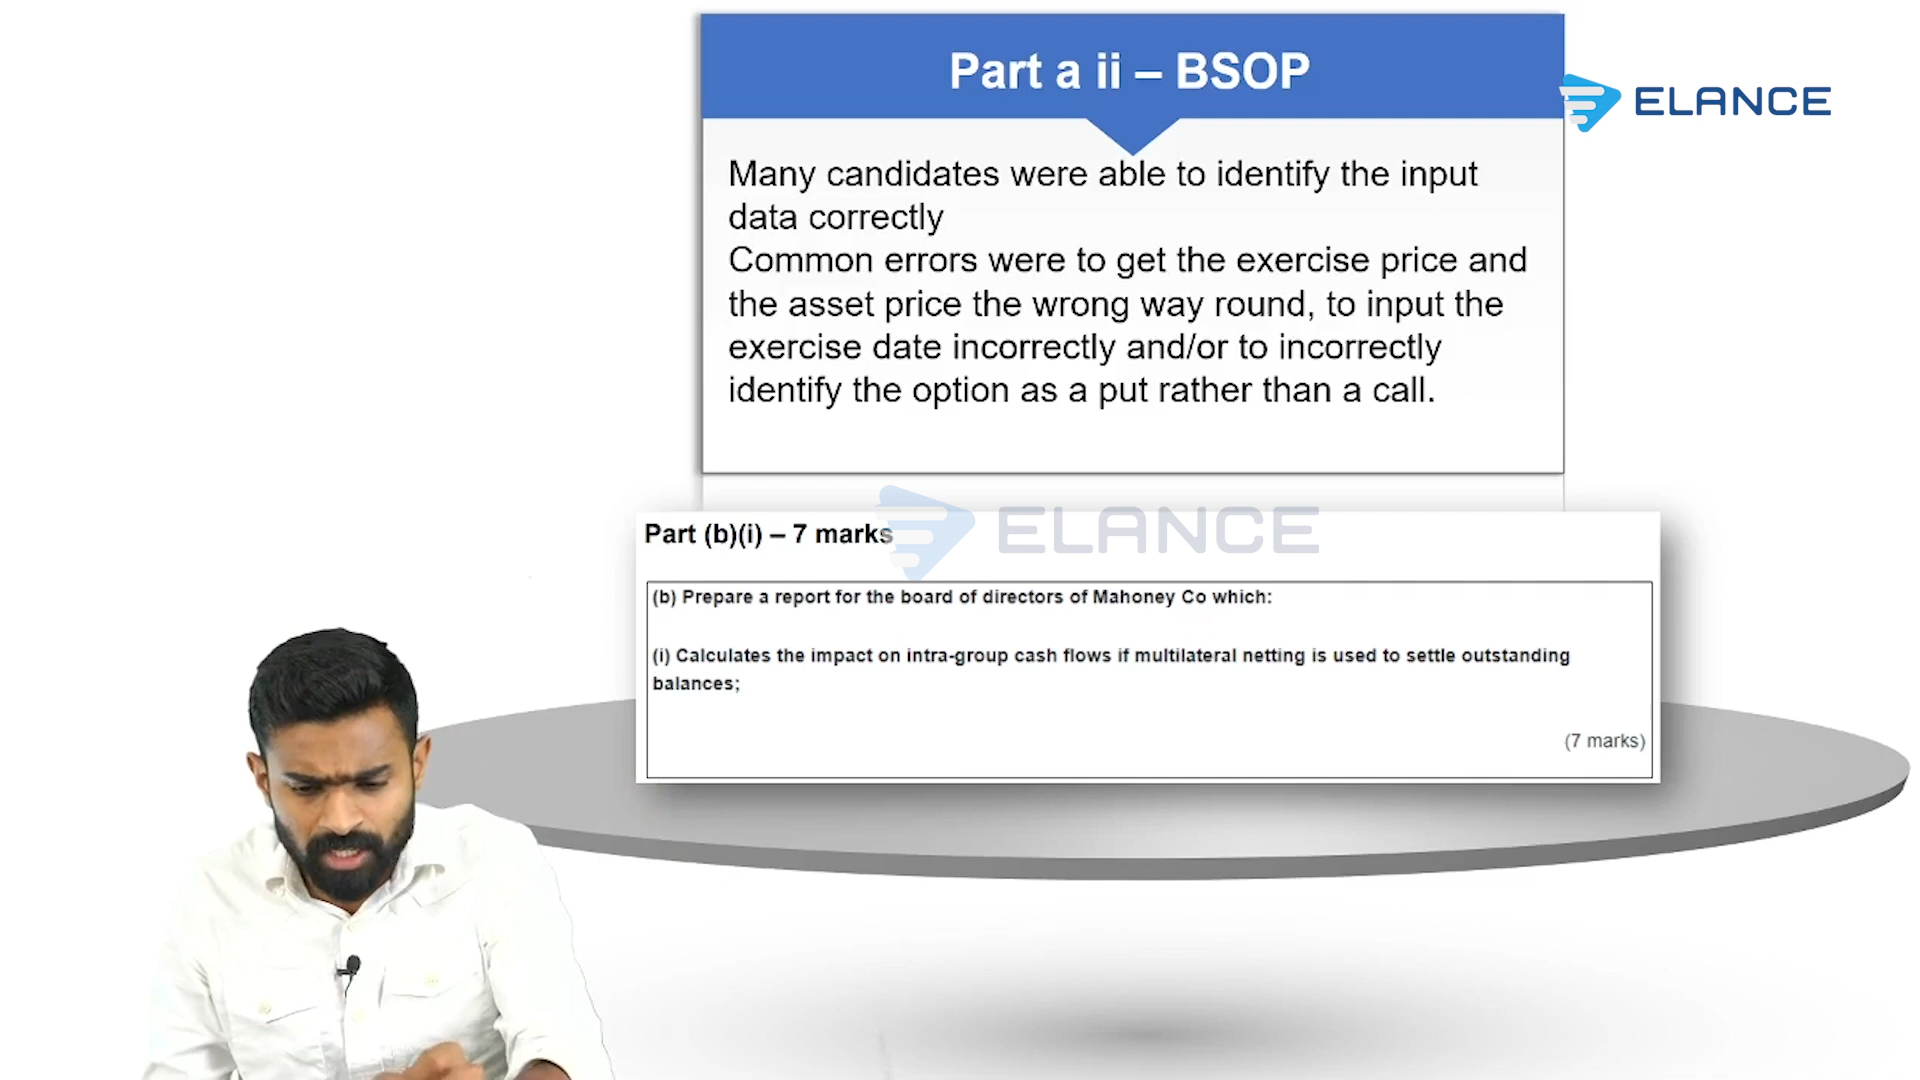 Part a ii – BSOP
ELANCE
Many candidates were able to identify the input
data correctly
Common errors were to get the exercise price and
the asset price the wrong way round, to input the
exercise date incorrectly and/or to incorrectly
identify the option as a put rather than a call.
ELANCE
Part (b)(i) – 7 marks
(b) Prepare a report for the board of directors of Mahoney Co which:
(i) Calculates the impact on intra-group cash flows if multilateral netting is used to settle outstanding
balances;
(7 marks)